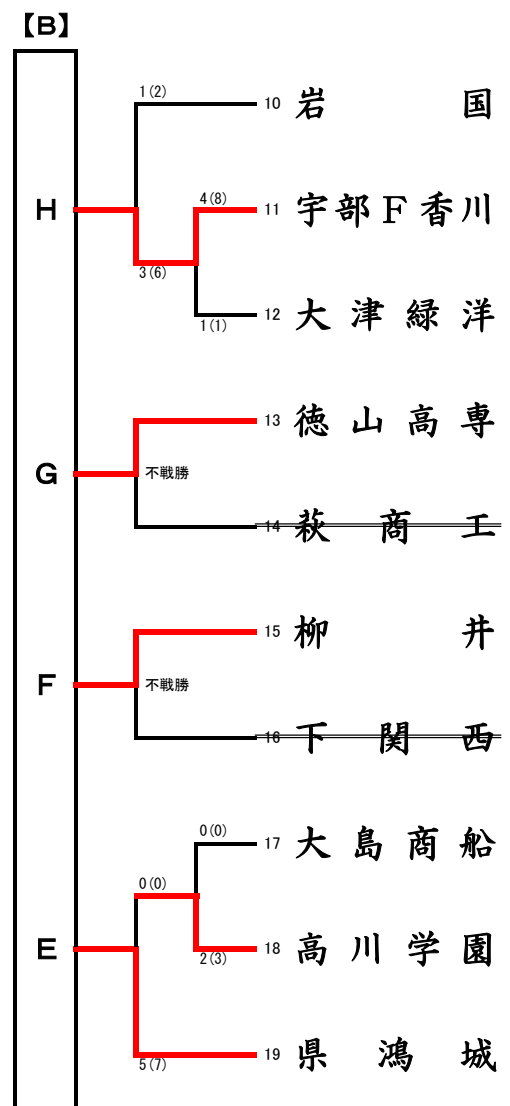 【B】
1(2)
10 岩国
H
4(8)
11 宇部F香川
3(6)
1(1)
12 大津緑洋
13 徳山高専
G
不戦勝
14 萩商工
15 柳井
F
不戦勝
16 下関西
0(0)
17 大島商船
0(0)
E
2(3)
18 高川学園
5(7)
19 県鴻城